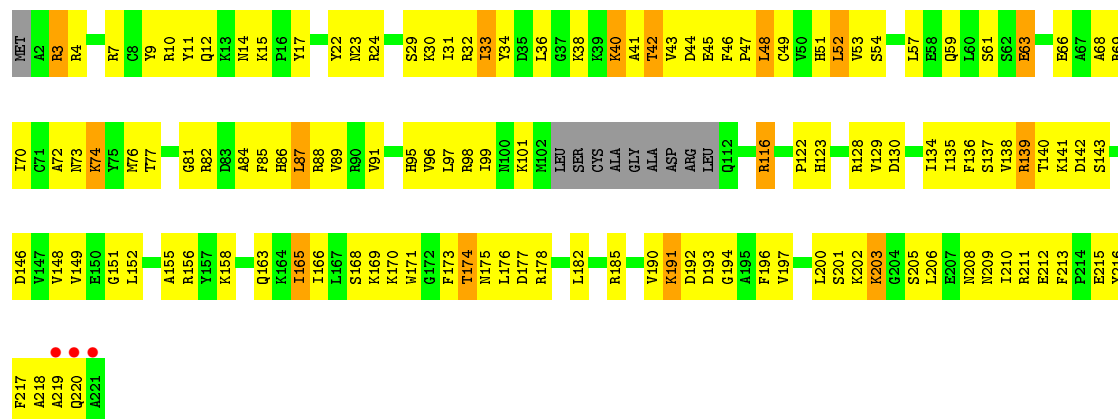 MET A2 R3 R4 R7 C8 Y9 R10 Y11 Q12 K13 N14 K15 P16 Y17 Y22 N23 R24 S29 K30 I31 R32 I33 Y34 D35 L36 G37 K38 K39 K40 A41 T42 V43 D44 E45 F46 P47 L48 C49 V50 H51 L52 V53 S54 L57 E58 Q59 L60 S61 S62 E63 E66 A67 A68 R69
I70 C71 A72 N73 K74 Y75 M76 T77 G81 R82 D83 A84 F85 H86 L87 R88 V89 R90 V91 H95 V96 L97 R98 I99 N100 K101 M102 LEU SER CYS ALA GLY ALA ASP ARG LEU Q112 R116 P122 H123 R128 V129 D130 I134 I135 F136 S137 V138 R139 T140 K141 D142 S143
D146 V147 V148 V149 E150 G151 L152 A155 R156 Y157 K158 Q163 K164 I165 I166 L167 S168 K169 K170 W171 G172 F173 T174 N175 L176 D177 R178 L182 R185 V190 K191 D192 D193 G194 A195 F196 V197 L200 S201 K202 K203 G204 S205 L206 E207 N208 N209 I210 R211 E212 F213 P214 E215 Y216
F217 A218 A219 Q220 A221